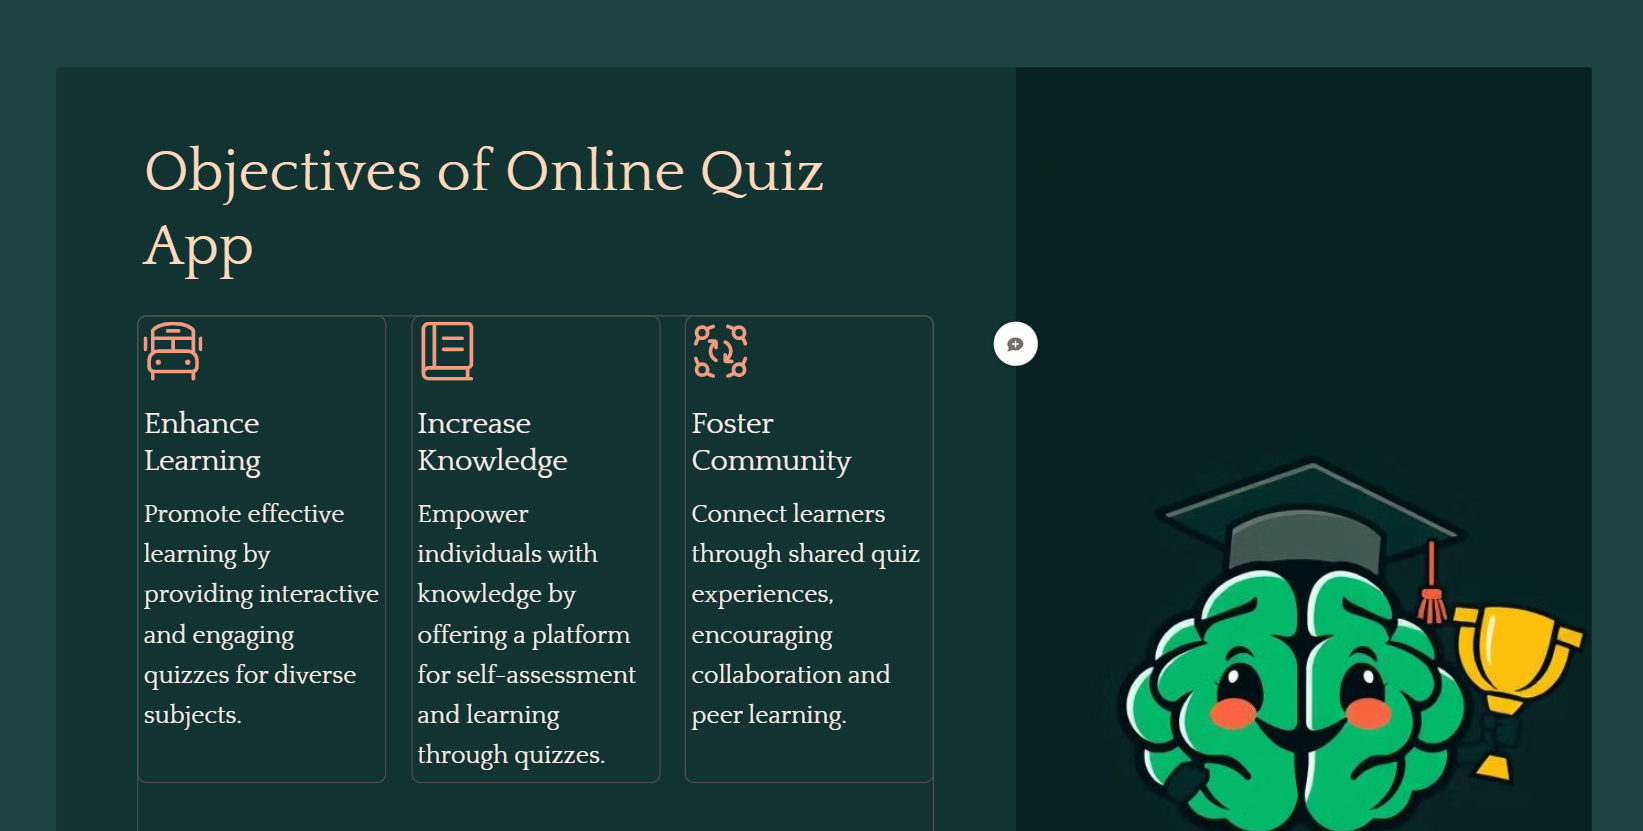 Objectives of Online Quiz
App
Enhance
Learning
Promote effective
learning by
providing interactive
and engaging
quizzes for diverse
subjects.
Increase
Knowledge
Empower
individuals with
knowledge by
offering a platform
for self-assessment
and learning
through quizzes.
Foster
Community
Connect learners
through shared quiz
experiences,
encouraging
collaboration and
peer learning.